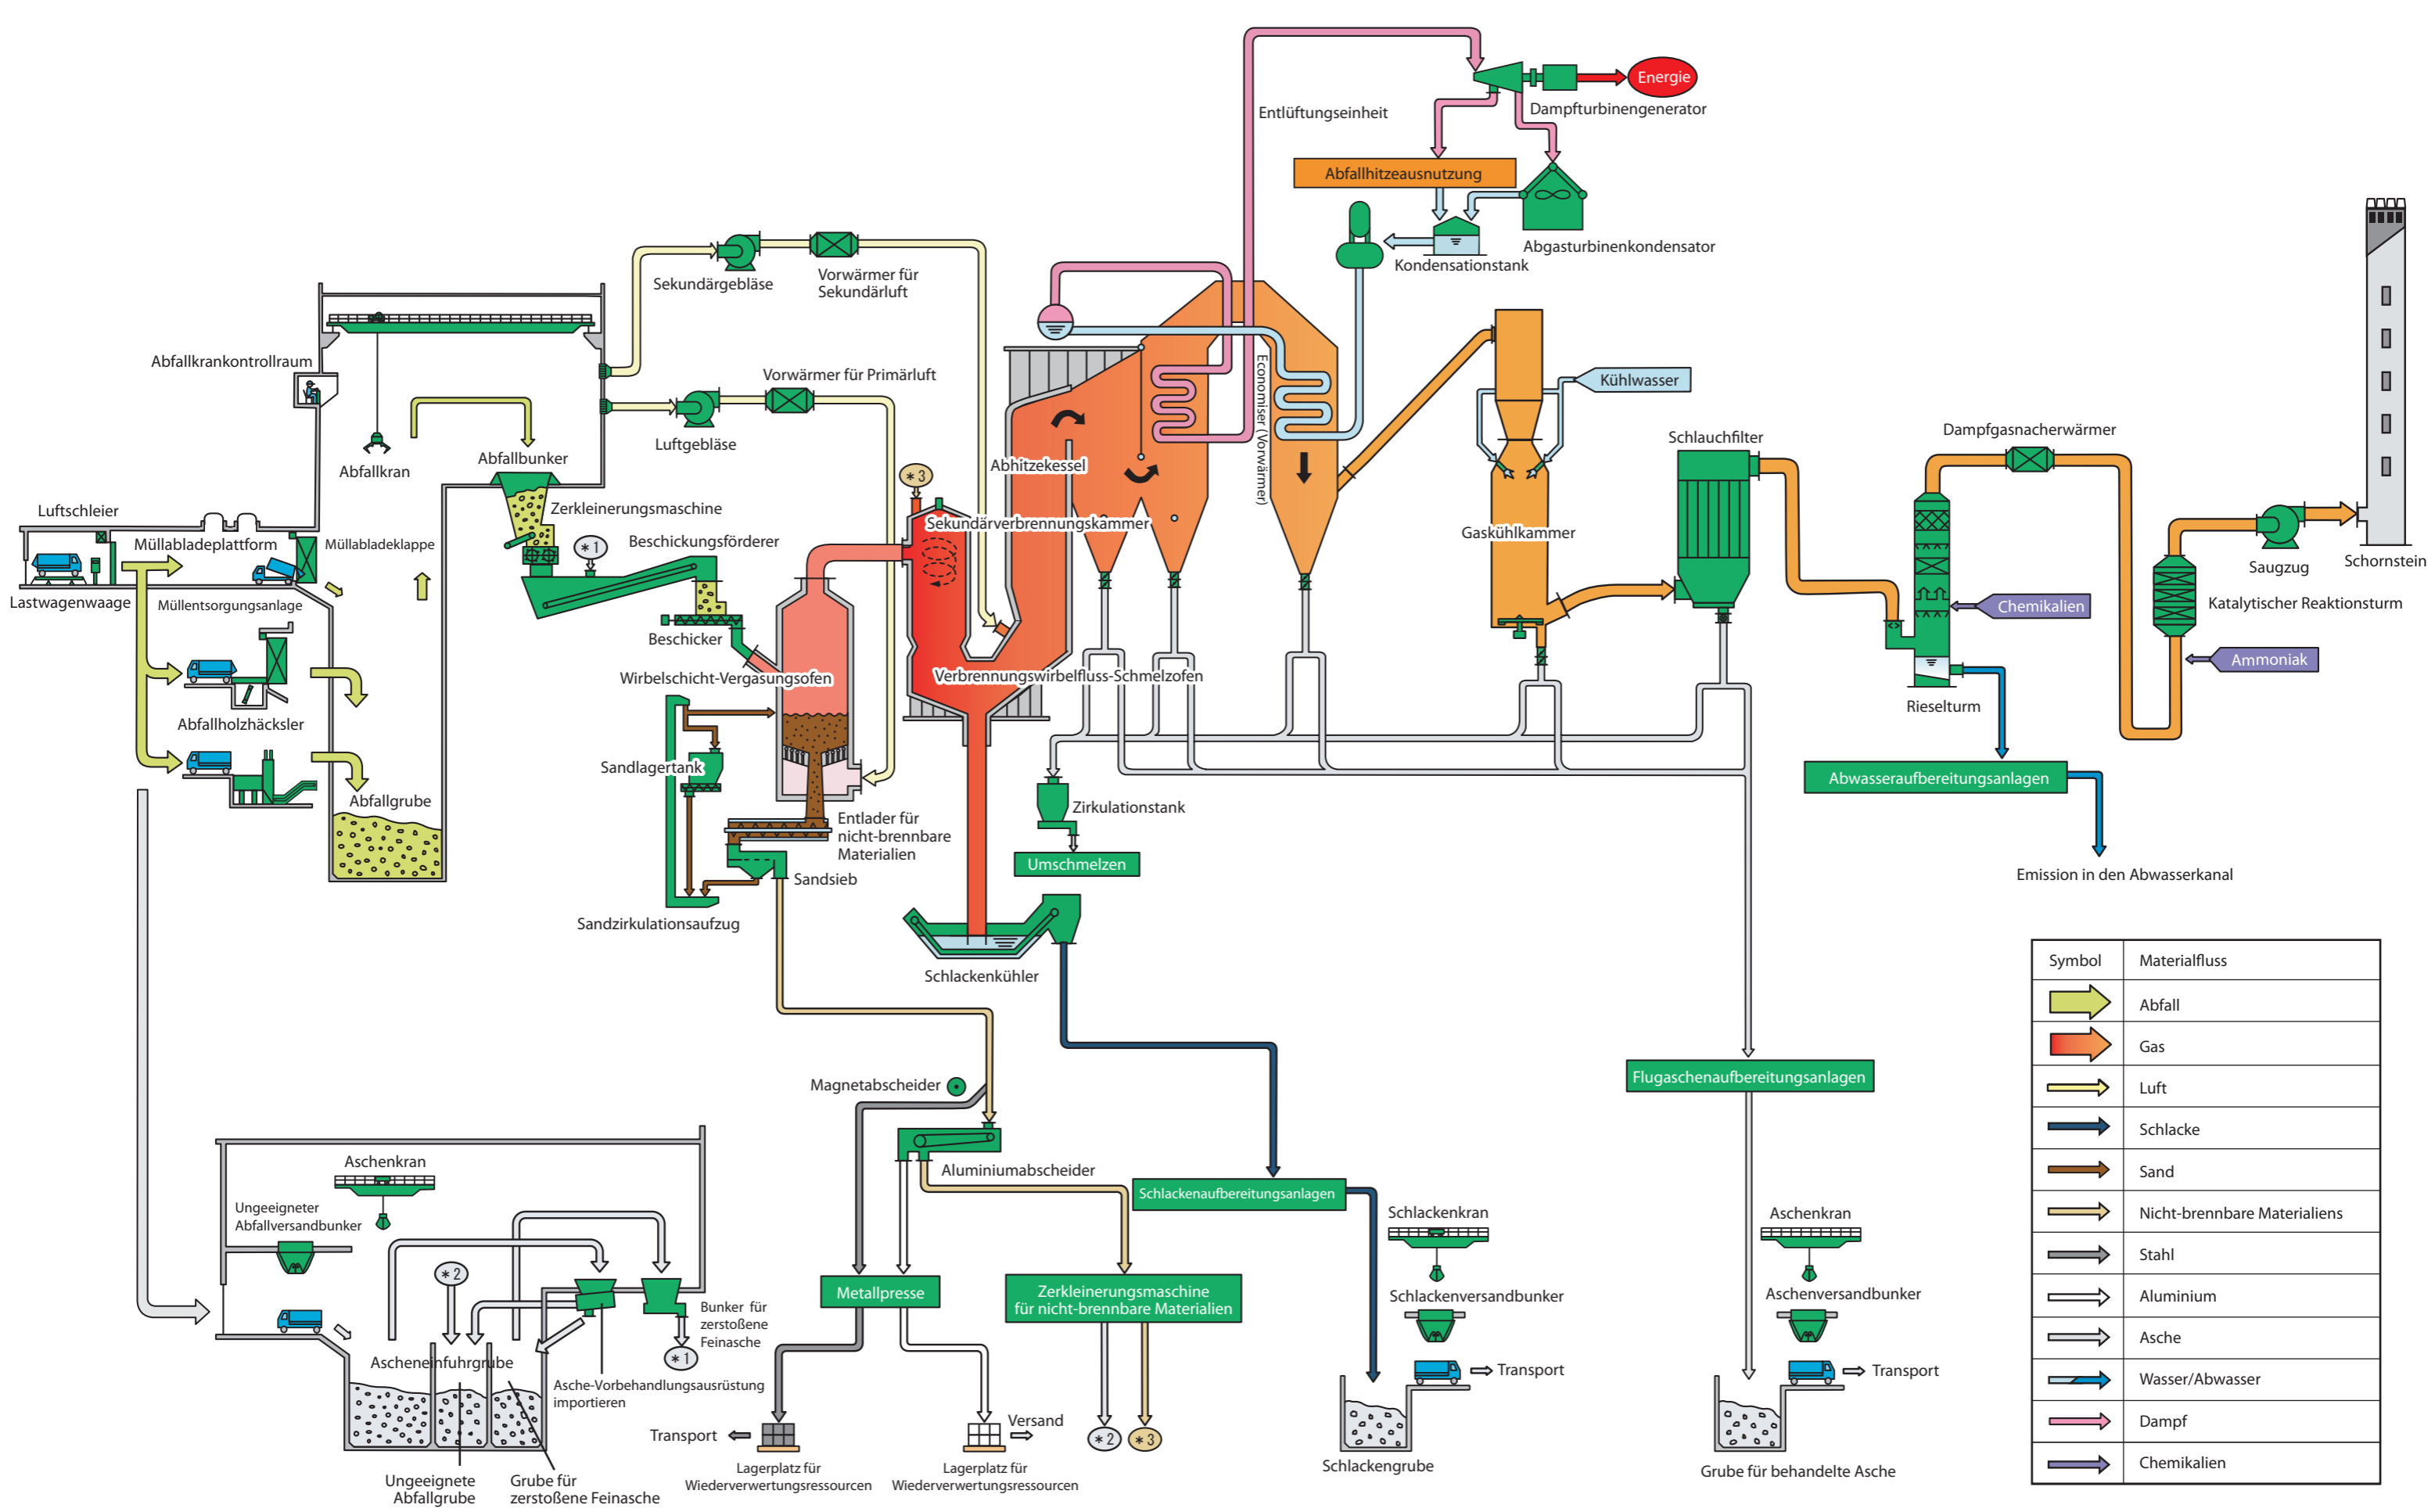 Energie
Entlüftungseinheit
Dampfturbinengenerator
Abfallhitzeausnutzung
Abgasturbinenkondensator
Kondensationstank
Sekundärgebläse
Vorwärmer für
Sekundärluft
Abfallkrankontrollraum
Vorwärmer für Primärluft
Luftgebläse
Economiser (Vorwärmer)
Kühlwasser
Schlauchfilter
Dampfgasnacherwärmer
Abfallkran
Abfallbunker
Abhitzekessel
*3
Luftschleier
Zerkleinerungsmaschine
Sekundärverbrennungskammer
Gaskühlkammer
Müllabladeplattform
Müllabladeklappe
*1
Beschickungsförderer
Saugzug
Schornstein
Lastwagenwaage
Müllentsorgungsanlage
Chemikalien
Katalytischer Reaktionsturm
Beschicker
Wirbelschicht-Vergasungsofen
Verbrennungswirbelfluss-Schmelzofen
Ammoniak
Rieselturm
Abfallholzhäcksler
Sandlagertank
Abwasseraufbereitungsanlagen
Abfallgrube
Zirkulationstank
Entlader für
nicht-brennbare
Materialien
Umschmelzen
Sandsieb
Emission in den Abwasserkanal
Sandzirkulationsaufzug
Schlackenkühler
Symbol
Materialfluss
Abfall
Gas
Luft
Schlacke
Sand
Nicht-brennbare Materialiens
Stahl
Aluminium
Asche
Wasser/Abwasser
Dampf
Chemikalien
Magnetabscheider
Flugaschenaufbereitungsanlagen
Aluminiumabscheider
Schlackenaufbereitungsanlagen
Aschenkran
Ungeeigneter
Abfallversandbunker
Schlackenkran
Aschenkran
*2
Metallpresse
Zerkleinerungsmaschine
für nicht-brennbare Materialien
Schlackenversandbunker
Aschenversandbunker
Bunker für
zerstoßene
Feinasche
*1
Ascheneinfuhrgrube
Asche-Vorbehandlungsausrüstung
importieren
Transport
Transport
Transport
Versand
*2
*3
Lagerplatz für
Wiederverwertungsressourcen
Lagerplatz für
Wiederverwertungsressourcen
Schlackengrube
Grube für behandelte Asche
Ungeeignete
Abfallgrube
Grube für
zerstoßene Feinasche